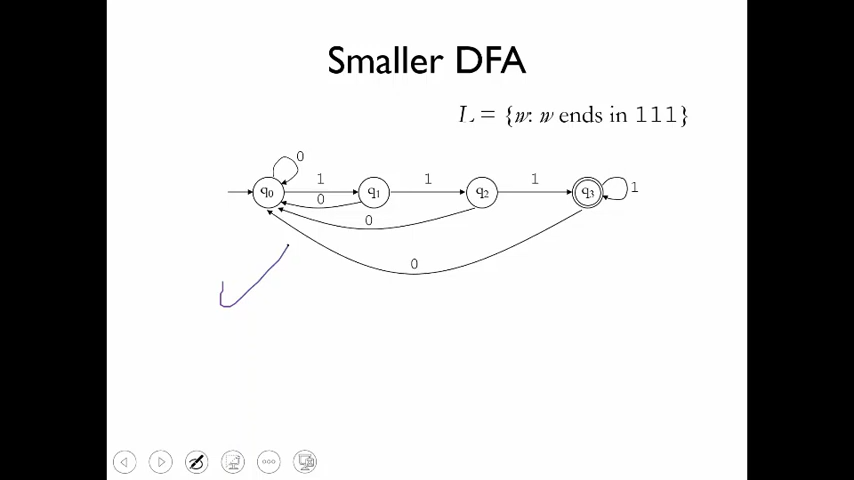 Smaller DFA
L = {w: w ends in 111}
0
1
1
1
q₀
q₁
q₂
q₃
1
0
0
0